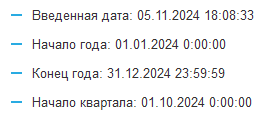 Введенная дата: 05.11.2024 18:08:33
Начало года: 01.01.2024 0:00:00
Конец года: 31.12.2024 23:59:59
Начало квартала: 01.10.2024 0:00:00